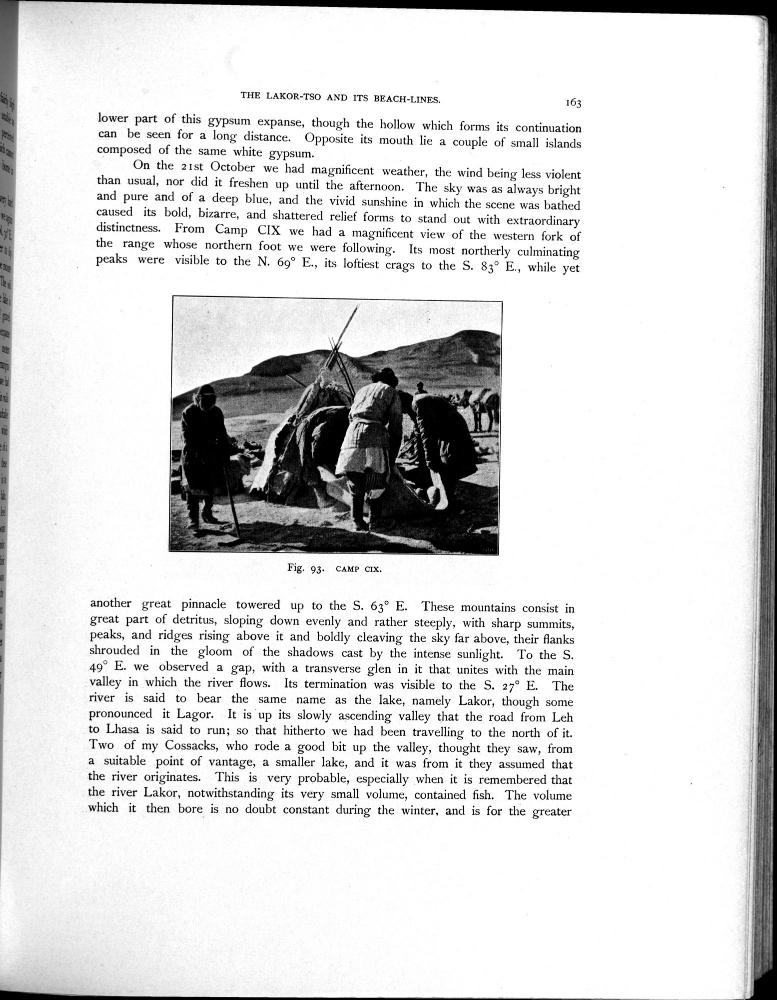 THE LAKOR-TSO AND ITS BEACH-LINES.
163
lower part of this gypsum expanse, though the hollow which forms its continuation
can be seen for a long distance. Opposite its mouth lie a couple of small islands
composed of the same white gypsum.
On the 21st October we had magnificent weather, the wind being less violent
than usual, nor did it freshen up until the afternoon. The sky was as always bright
and pure and of a deep blue, and the vivid sunshine in which the scene was bathed
caused its bold, bizarre, and shattered relief forms to stand out with extraordinary
distinctness. From Camp CIX we had a magnificent view of the western fork of
the range whose northern foot we were following. Its most northerly culminating
peaks were visible to the N. 69° E., its loftiest crags to the S. 83° E., while yet
Fig. 93. CAMP CIX.
another great pinnacle towered up to the S. 63° E. These mountains consist in
great part of detritus, sloping down evenly and rather steeply, with sharp summits,
peaks, and ridges rising above it and boldly cleaving the sky far above, their flanks
shrouded in the gloom of the shadows cast by the intense sunlight. To the S.
49° E. we observed a gap, with a transverse glen in it that unites with the main
valley in which the river flows. Its termination was visible to the S. 27° E. The
river is said to bear the same name as the lake, namely Lakor, though some
pronounced it Lagor. It is up its slowly ascending valley that the road from Leh
to Lhasa is said to run; so that hitherto we had been travelling to the north of it.
Two of my Cossacks, who rode a good bit up the valley, thought they saw, from
a suitable point of vantage, a smaller lake, and it was from it they assumed that
the river originates. This is very probable, especially when it is remembered that
the river Lakor, notwithstanding its very small volume, contained fish. The volume
which it then bore is no doubt constant during the winter, and is for the greater